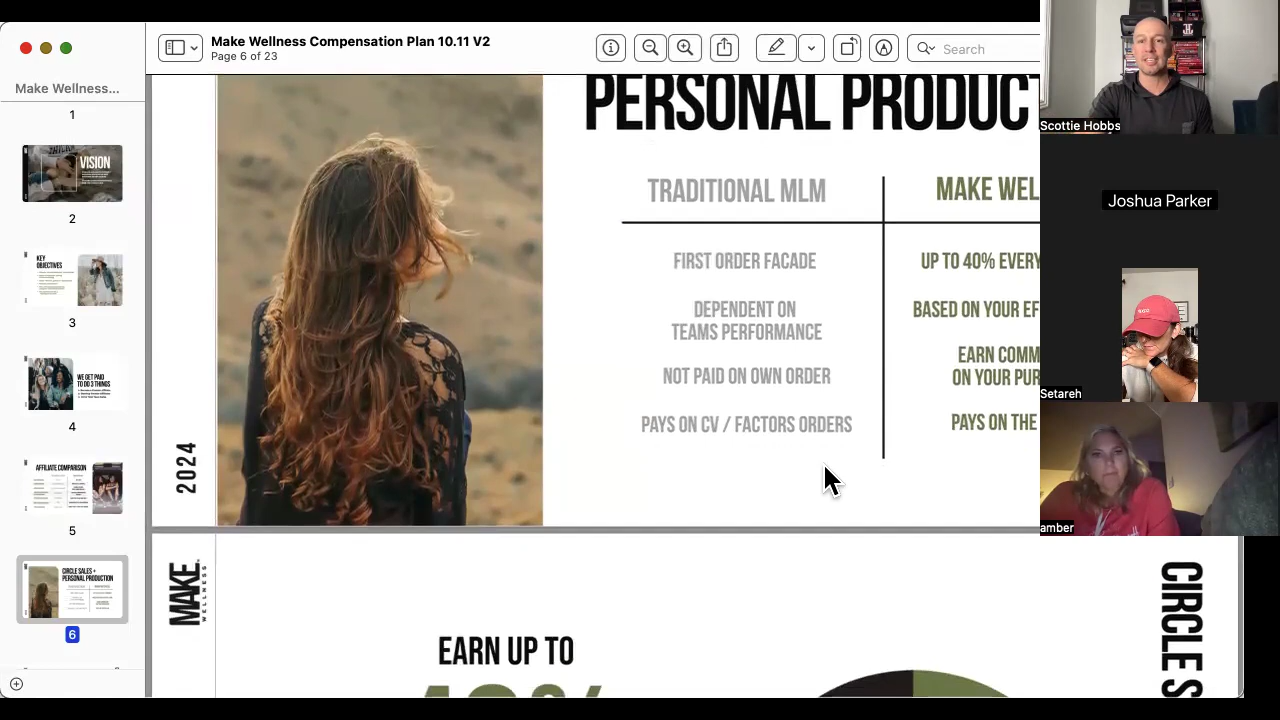 Make Wellness Compensation Plan 10.11 V2
Page 6 of 23
Search
Make Wellness...
1
VISION
2
KEY
OBJECTIVES
3
WE GET PAID
TO DO 3 THINGS
4
AFFILIATE COMPARISON
5
CIRCLE SALES +
PERSONAL PRODUCTION
6
PERSONAL PRODUCT
TRADITIONAL MLM
MAKE WEL
FIRST ORDER FACADE
UP TO 40% EVERY
DEPENDENT ON
TEAMS PERFORMANCE
BASED ON YOUR EF
NOT PAID ON OWN ORDER
EARN COMM
ON YOUR PUR
PAYS ON CV / FACTORS ORDERS
PAYS ON THE
2024
MAKE
WELLNESS
EARN UP TO
CIRCLE S
Scottie Hobbs
Joshua Parker
Setareh
amber